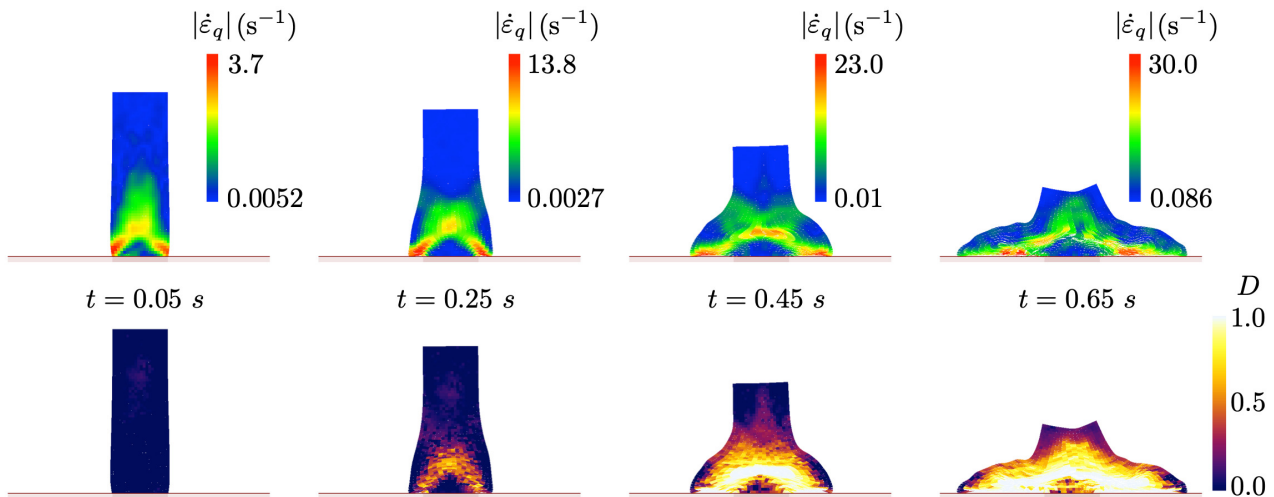 |ε̇_q| (s⁻¹) |ε̇_q| (s⁻¹) |ε̇_q| (s⁻¹) |ε̇_q| (s⁻¹)
3.7 13.8 23.0 30.0
0.0052 0.0027 0.01 0.086
t = 0.05 s t = 0.25 s t = 0.45 s t = 0.65 s
D
1.0
0.5
0.0